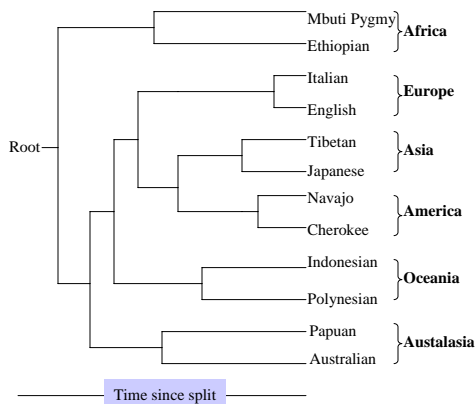 Mbuti Pygmy
Africa
Ethiopian
Italian
Europe
English
Tibetan
Root
Asia
Japanese
Navajo
America
Cherokee
Indonesian
Oceania
Polynesian
Papuan
Austalasia
Australian
Time since split